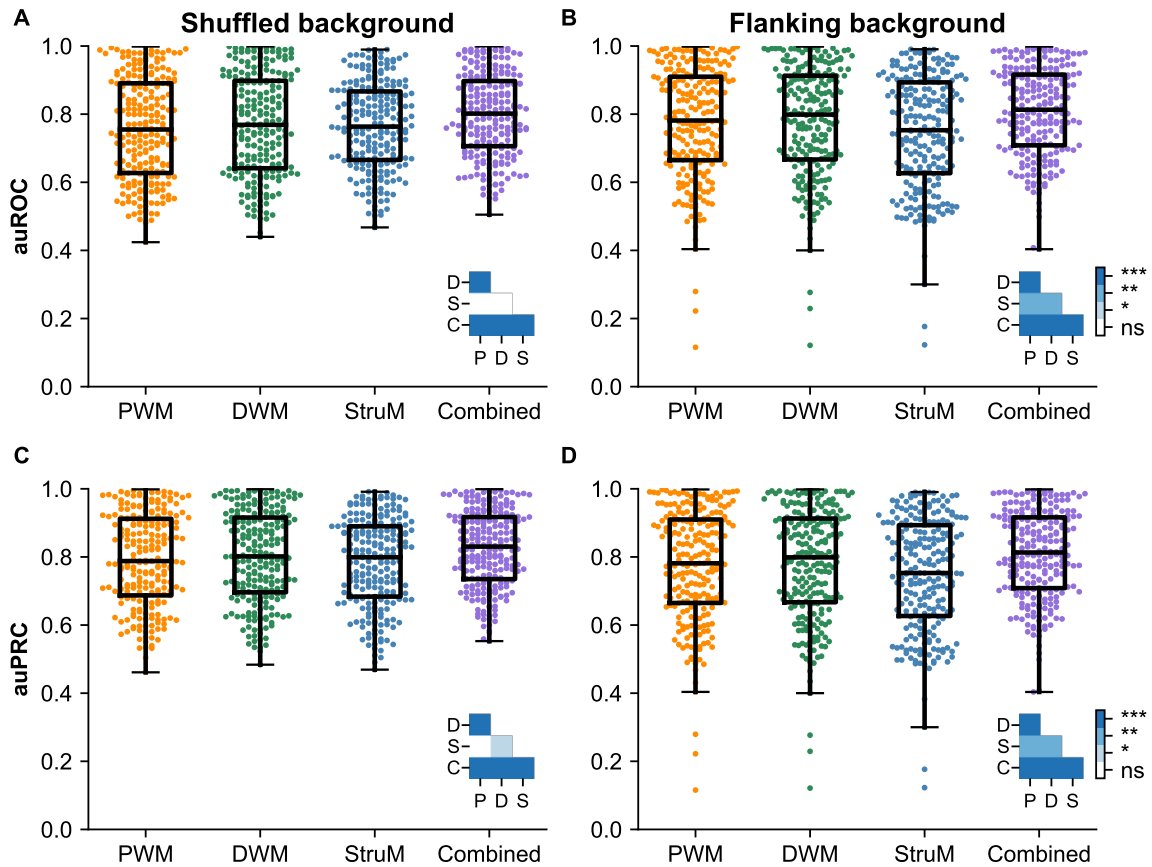 A Shuffled background
B Flanking background
auROC
1.0
0.8
0.6
0.4
0.2
0.0
D
S
C
P D S
PWM DWM StruM Combined
1.0
0.8
0.6
0.4
0.2
0.0
D
S
C
P D S
***
**
*
ns
PWM DWM StruM Combined
C
D
auPRC
1.0
0.8
0.6
0.4
0.2
0.0
D
S
C
P D S
PWM DWM StruM Combined
1.0
0.8
0.6
0.4
0.2
0.0
D
S
C
P D S
***
**
*
ns
PWM DWM StruM Combined